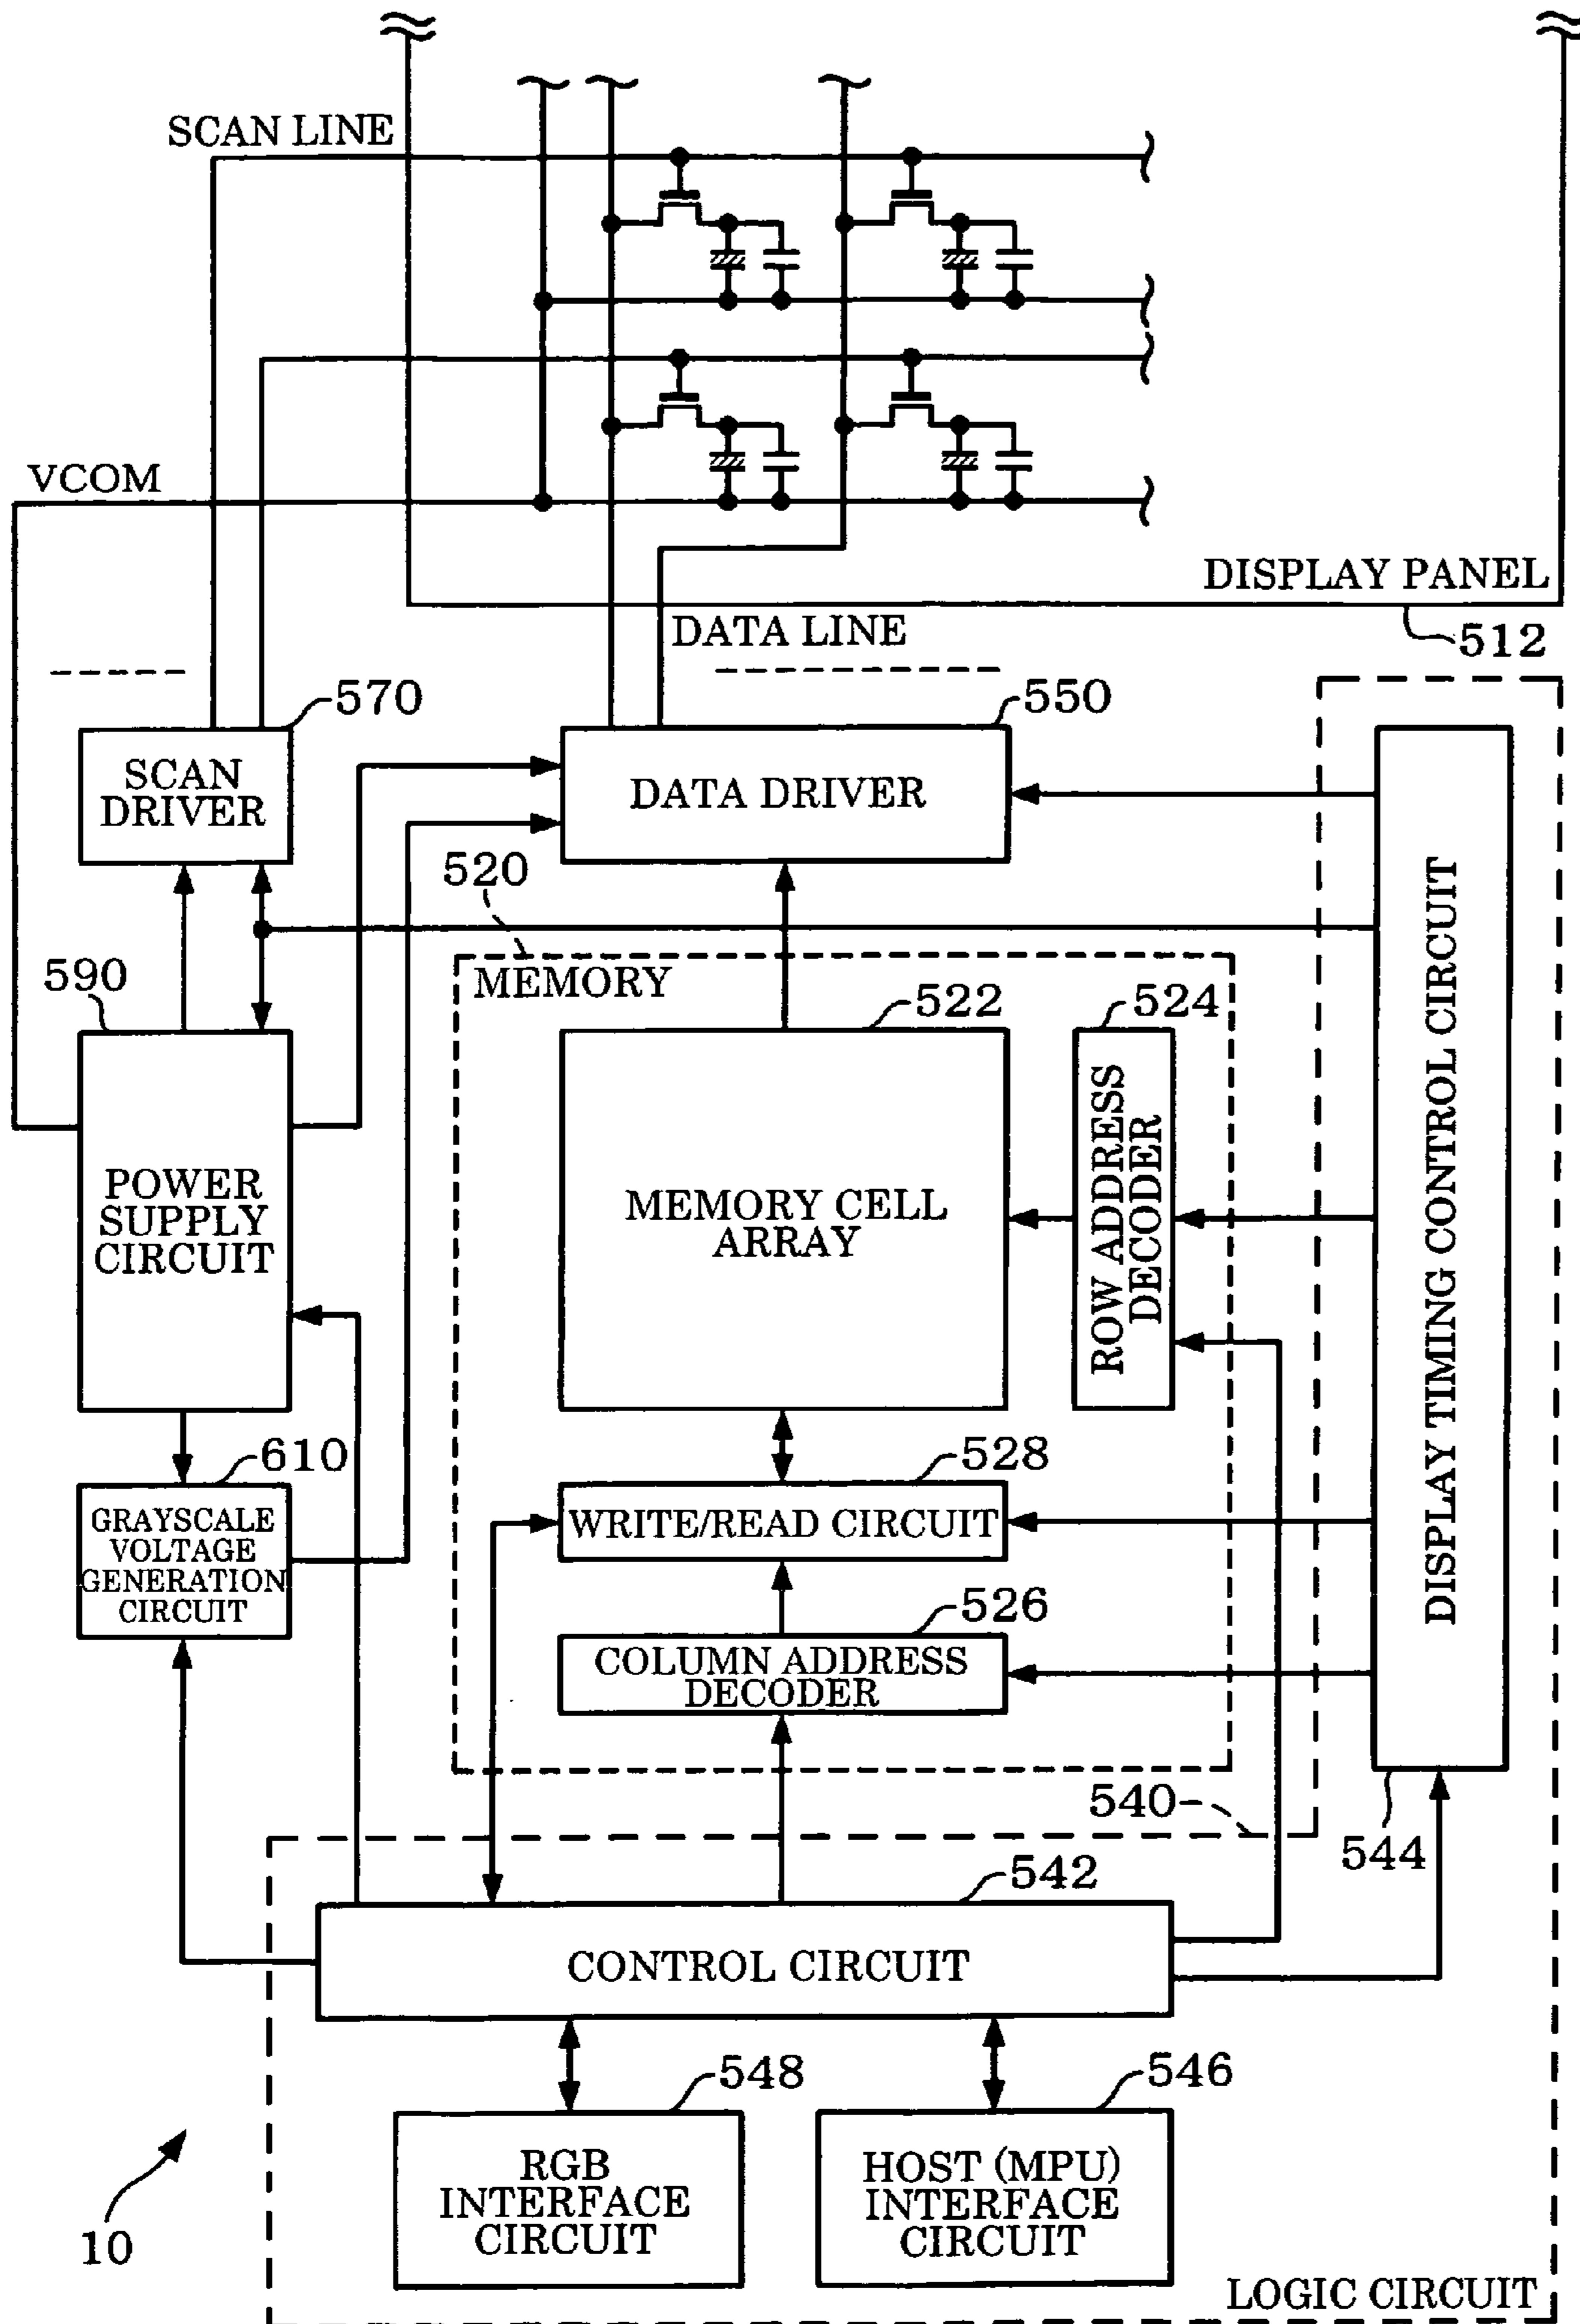 SCAN LINE
VCOM
DISPLAY PANEL
512
DATA LINE
570
SCAN
DRIVER
550
DATA DRIVER
520
MEMORY
590
POWER
SUPPLY
CIRCUIT
522
MEMORY CELL
ARRAY
524
ROW ADDRESS
DECODER
DISPLAY TIMING CONTROL CIRCUIT
610
GRAYSCALE
VOLTAGE
GENERATION
CIRCUIT
528
WRITE/READ CIRCUIT
526
COLUMN ADDRESS
DECODER
540
544
542
CONTROL CIRCUIT
548
RGB
INTERFACE
CIRCUIT
546
HOST (MPU)
INTERFACE
CIRCUIT
10
LOGIC CIRCUIT